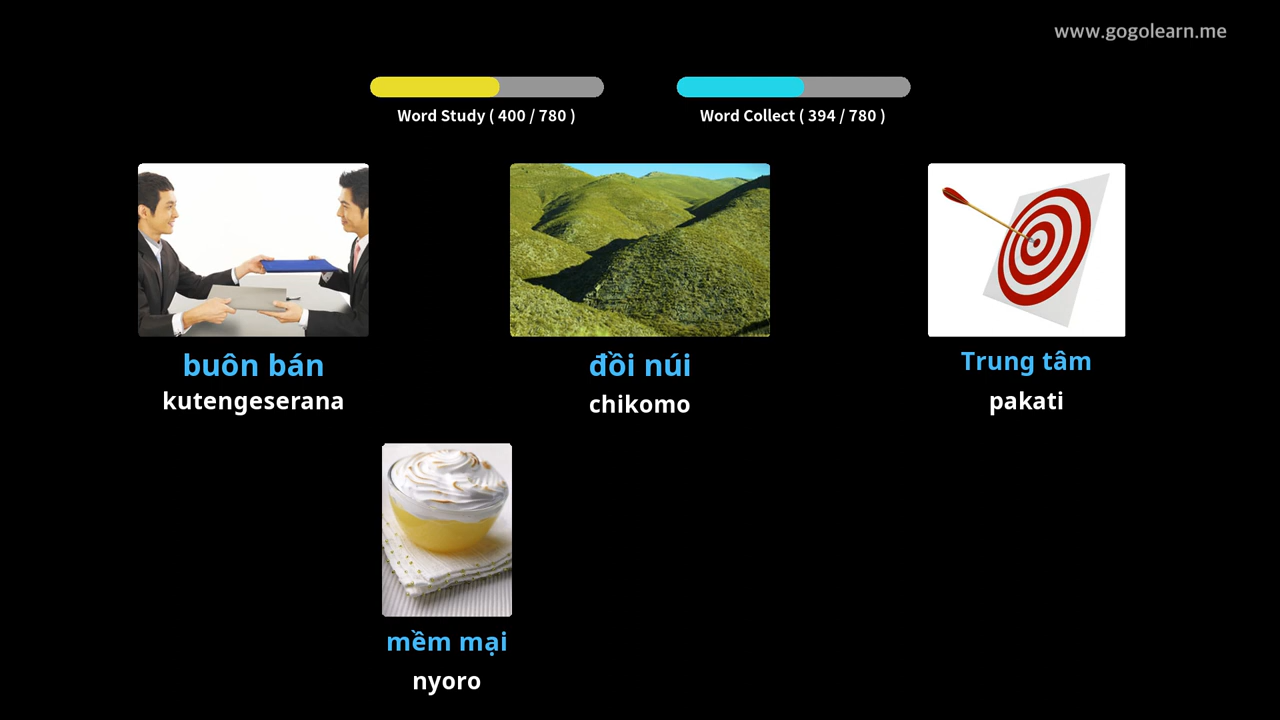 www.gogolearn.me
Word Study ( 400 / 780 )
Word Collect ( 394 / 780 )
buôn bán
kutengeserana
đồi núi
chikomo
Trung tâm
pakati
mềm mại
nyoro